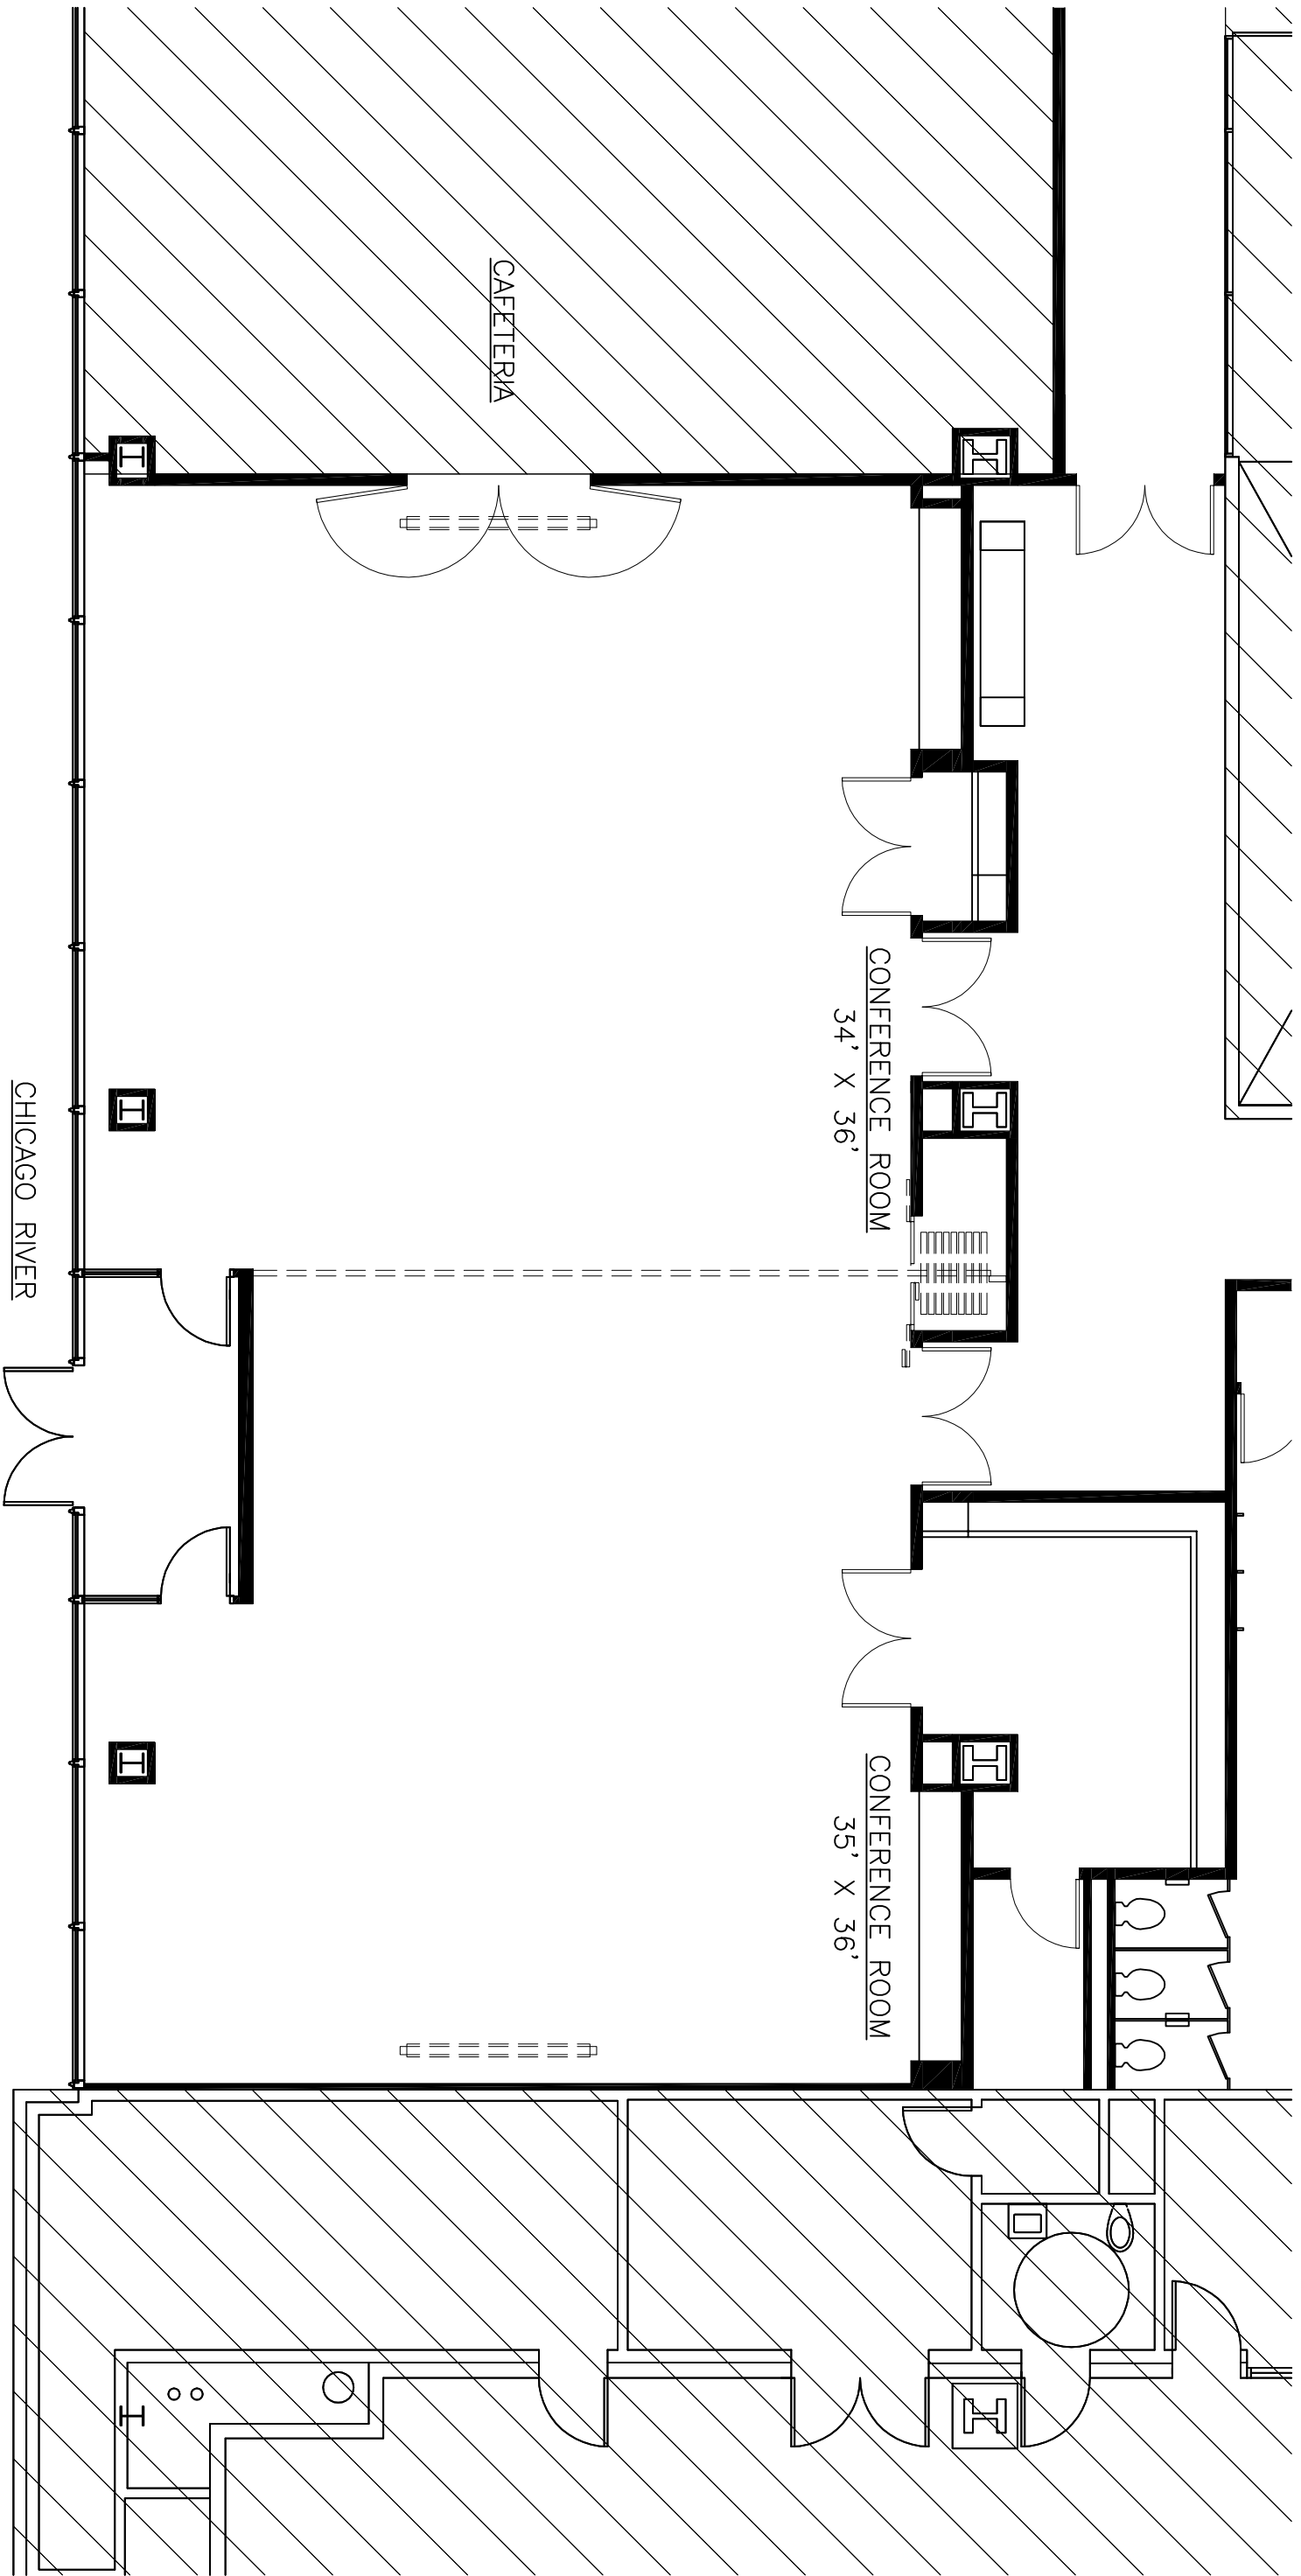 CAFETERIA
CONFERENCE ROOM
34' X 36'
CONFERENCE ROOM
35' X 36'
CHICAGO RIVER